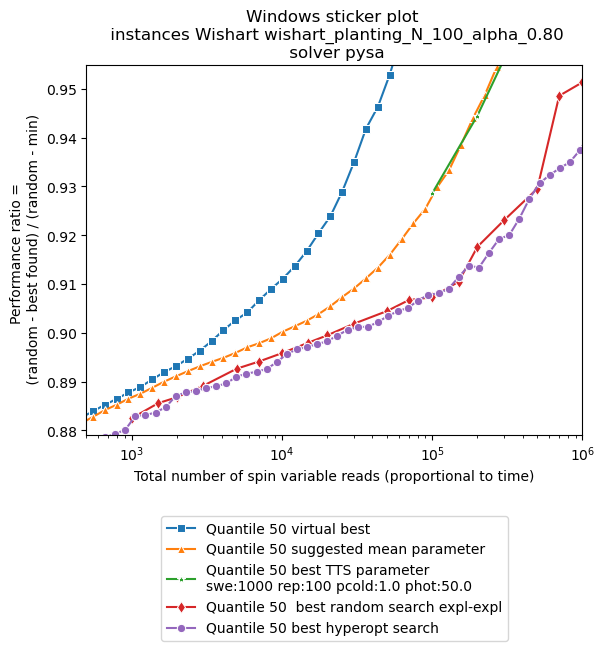 Windows sticker plot
instances Wishart wishart_planting_N_100_alpha_0.80
solver pysa
Performance ratio =
(random - best found) / (random - min)
0.95
0.94
0.93
0.92
0.91
0.90
0.89
0.88
10³
10⁴
10⁵
10⁶
Total number of spin variable reads (proportional to time)
Quantile 50 virtual best
Quantile 50 suggested mean parameter
Quantile 50 best TTS parameter
swe:1000 rep:100 pcold:1.0 phot:50.0
Quantile 50  best random search expl-expl
Quantile 50 best hyperopt search